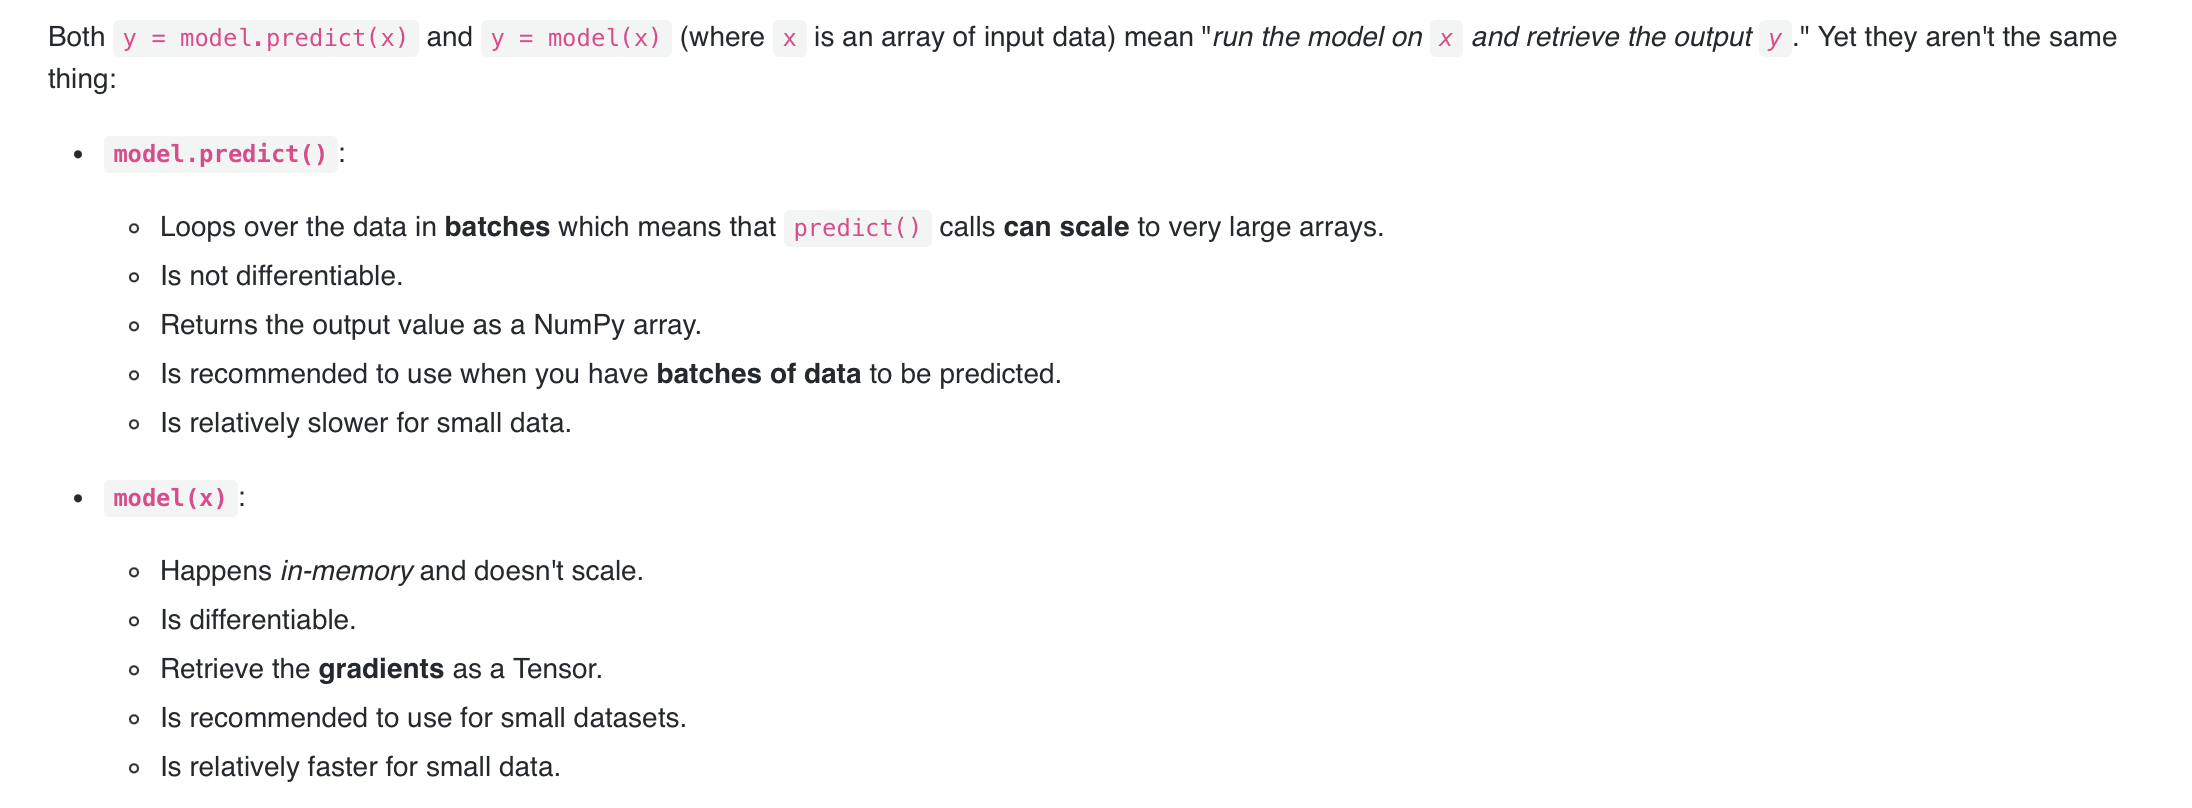 Both y = model.predict(x) and y = model(x) (where x is an array of input data) mean "run the model on x and retrieve the output y ." Yet they aren't the same
thing:
• model.predict() :
◦ Loops over the data in batches which means that predict() calls can scale to very large arrays.
◦ Is not differentiable.
◦ Returns the output value as a NumPy array.
◦ Is recommended to use when you have batches of data to be predicted.
◦ Is relatively slower for small data.
• model(x) :
◦ Happens in-memory and doesn't scale.
◦ Is differentiable.
◦ Retrieve the gradients as a Tensor.
◦ Is recommended to use for small datasets.
◦ Is relatively faster for small data.